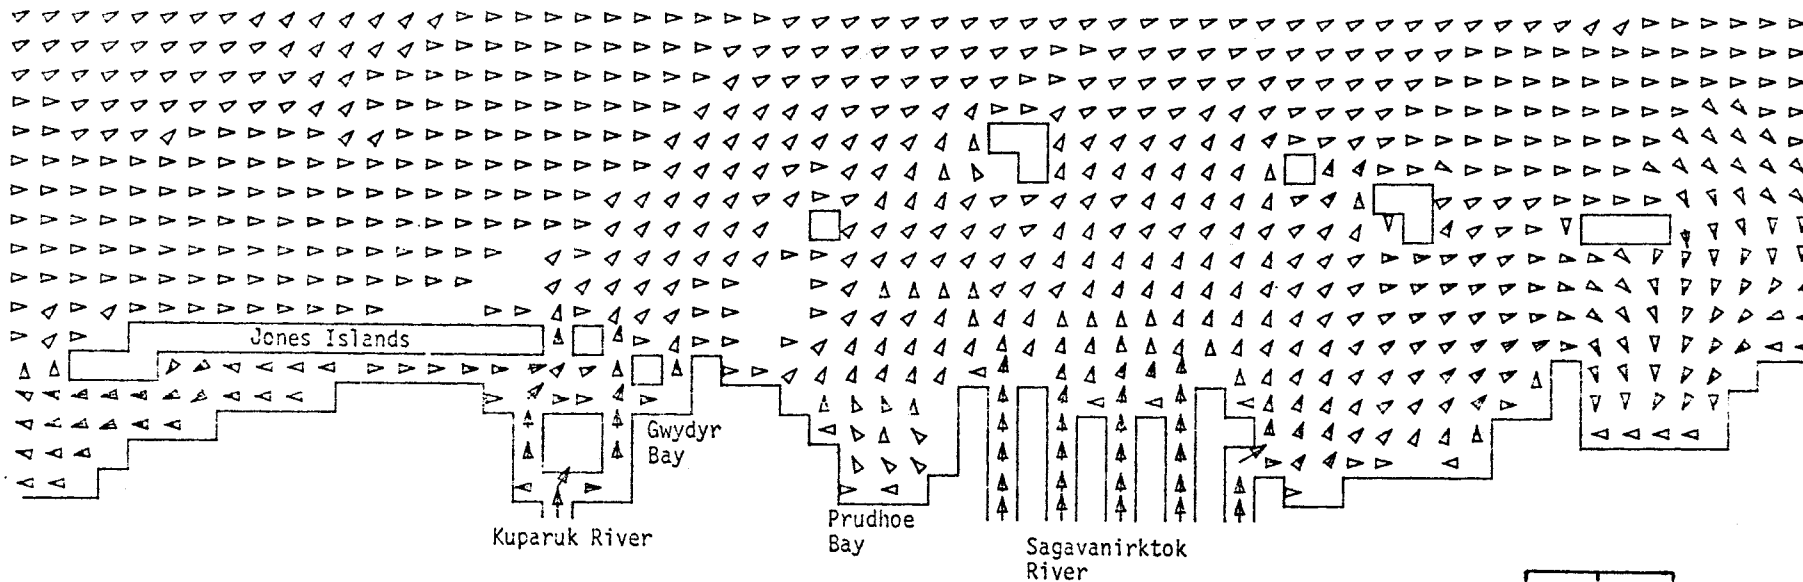 Jones Islands
Gwydyr
Bay
Kuparuk River
Prudhoe
Bay
Sagavanirktok
River